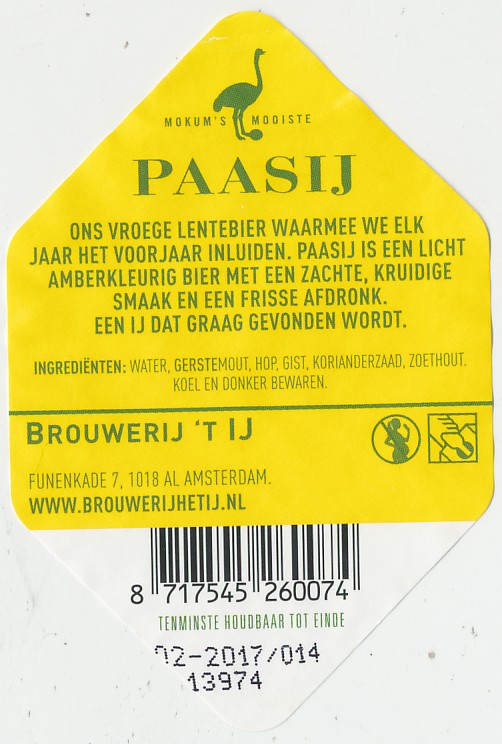 MOKUM'S MOOISTE
PAASIJ
ONS VROEGE LENTEBIER WAARMEE WE ELK
JAAR HET VOORJAAR INLUIDEN. PAASIJ IS EEN LICHT
AMBERKLEURIG BIER MET EEN ZACHTE, KRUIDIGE
SMAAK EN EEN FRISSE AFDRONK.
EEN IJ DAT GRAAG GEVONDEN WORDT.
INGREDIËNTEN: WATER, GERSTEMOUT, HOP, GIST, KORIANDERZAAD, ZOETHOUT.
KOEL EN DONKER BEWAREN.
BROUWERIJ 'T IJ
FUNENKADE 7, 1018 AL AMSTERDAM.
WWW.BROUWERIJHETIJ.NL
8 717545 260074
TENMINSTE HOUDBAAR TOT EINDE
02-2017/014
13974